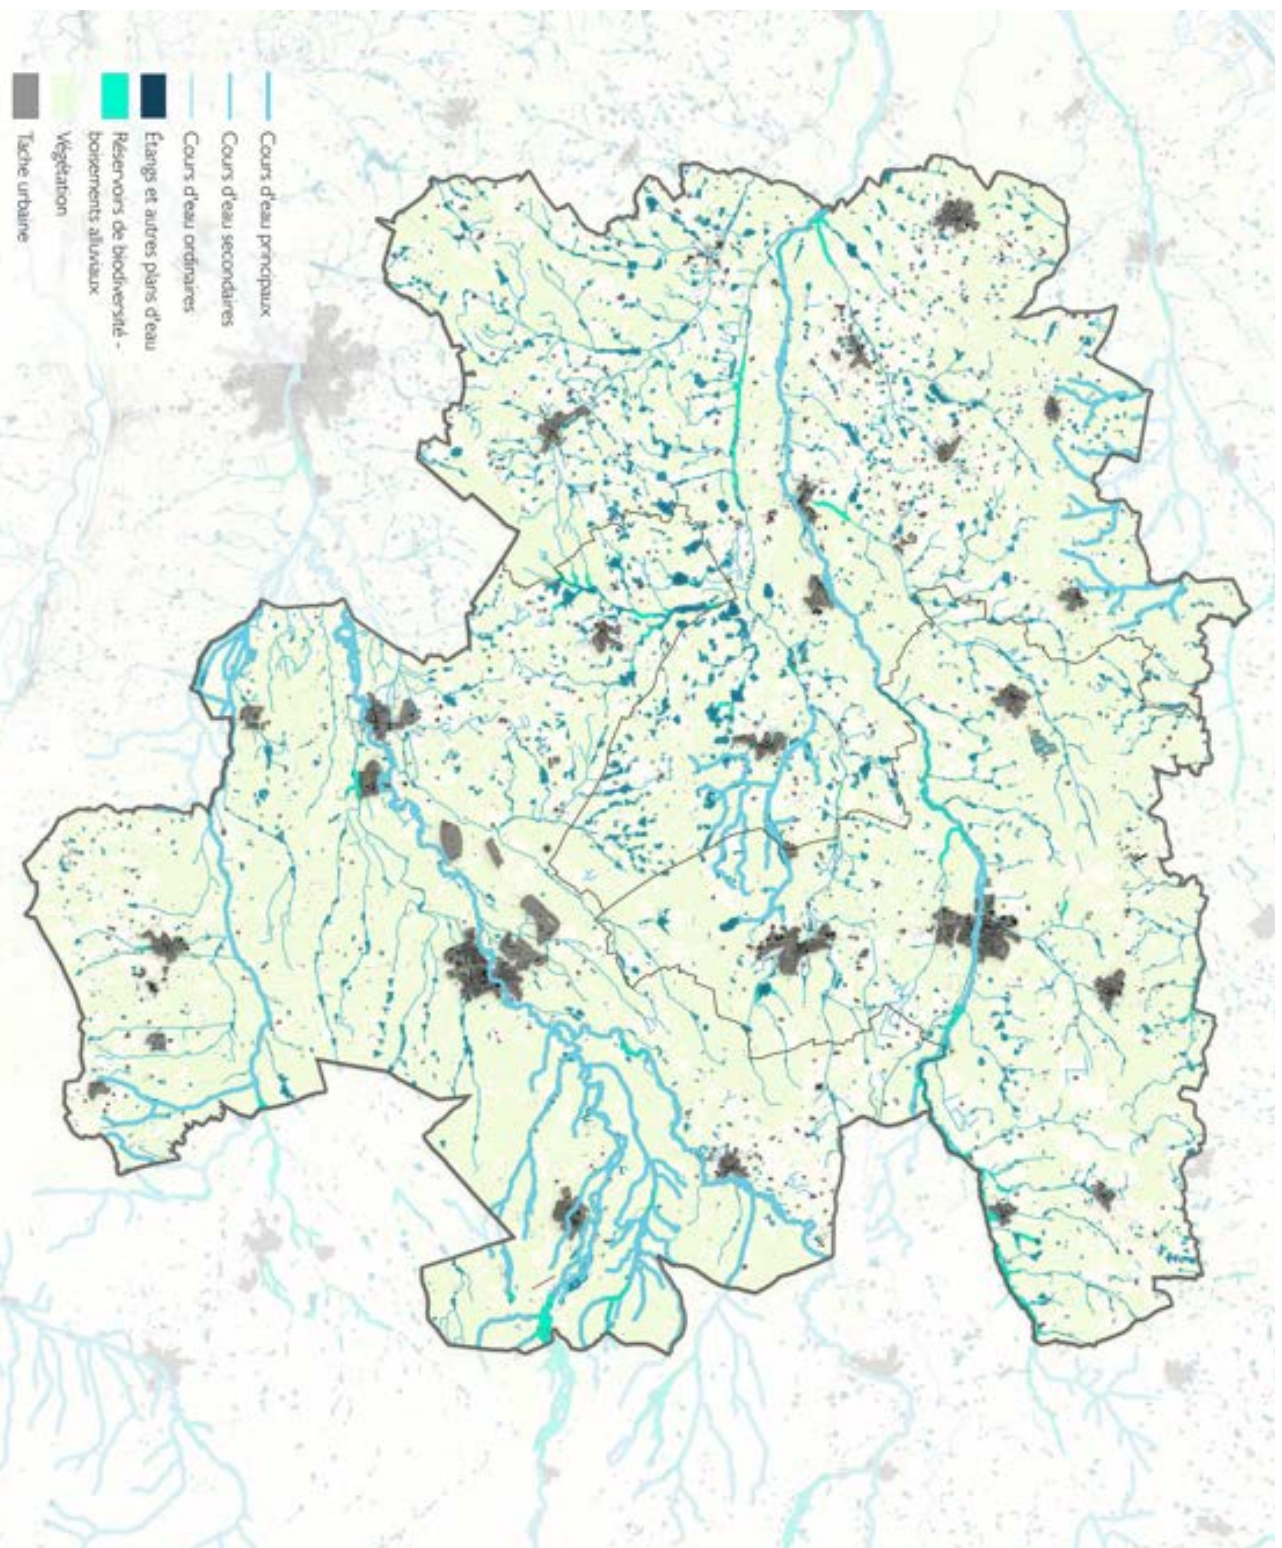 Cours d'eau principaux
Cours d'eau secondaires
Cours d'eau ordinaires
Étangs et autres plans d'eau
Réservoirs de biodiversité -
boisements alluviaux
Végétation
Tache urbaine